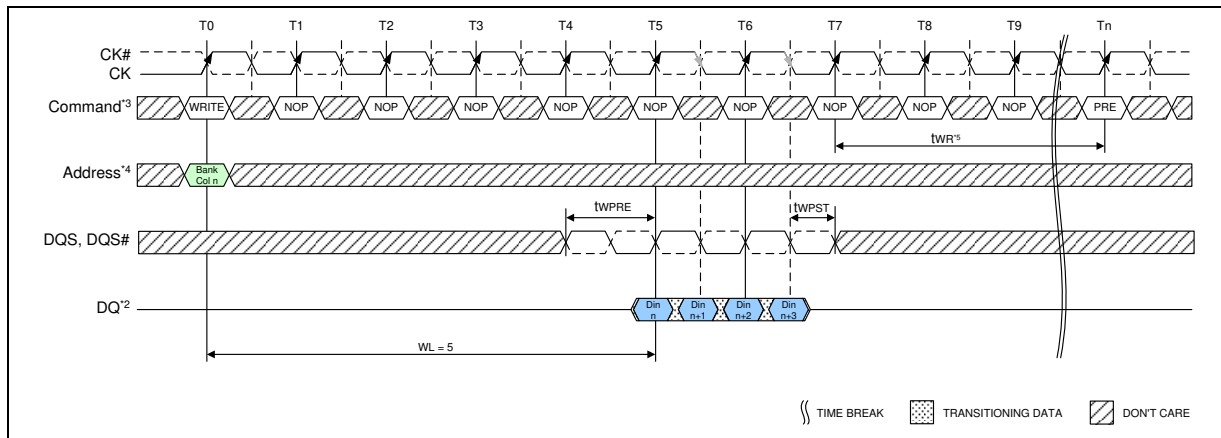 T0 T1 T2 T3 T4 T5 T6 T7 T8 T9 Tn
CK#
CK
Command*3 WRITE NOP NOP NOP NOP NOP NOP NOP NOP NOP PRE
tWR*5
Address*4 Bank
Col n
tWPRE tWPST
DQS, DQS#
DQ*2 Din
n Din
n+1 Din
n+2 Din
n+3
WL = 5
TIME BREAK TRANSITIONING DATA DON'T CARE